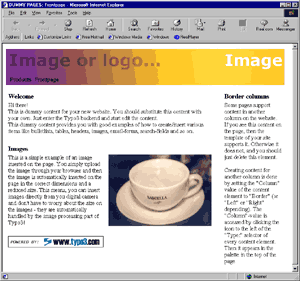 DUMMY PAGES: Frontpage - Microsoft Internet Explorer
File Edit View Favorites Tools Help
Back Stop Refresh Home Search Favorites History Mail Print
Address Links Customize Links Free Hotmail Windows Media Windows RealPlayer
Image or logo... Image
Products Frontpage
Welcome
Hi there!
This is dummy content for your new website. You should substitute this content with
your own. Just enter the Typo3 backend and start edit the content.
This dummy content provides you with good examples of how to create/insert various
items like bulletlists, tables, headers, images, email-forms, search-fields and so on.
Images
This is a simple example of an image
inserted on the page. You simply upload
the image through your browser and then
the image is automatically inserted on the
page in the correct dimensions and a
reduced size. This means, you can insert
images directly from you digital camera
and don't have to worry about the size on
the images - they are automatically
handled by the image processing part of
Typo3!
POWERED BY: www.typo3.com
Border columns
Some pages support
content in another
column on the website.
If you see this content on
the page, then the
template of your site
supports it. Otherwise it
does not, and you should
just delete this element.
Creating content for
another column is done
by setting the "Column"
value of the content
element to "Border" (or
"Left" or "Right"
depending). The
"Column" value is
accessed by clicking the
icon to the left of the
"Type:" selector of
every content element.
Then it appears in the
palette in the top of the
page
Internet